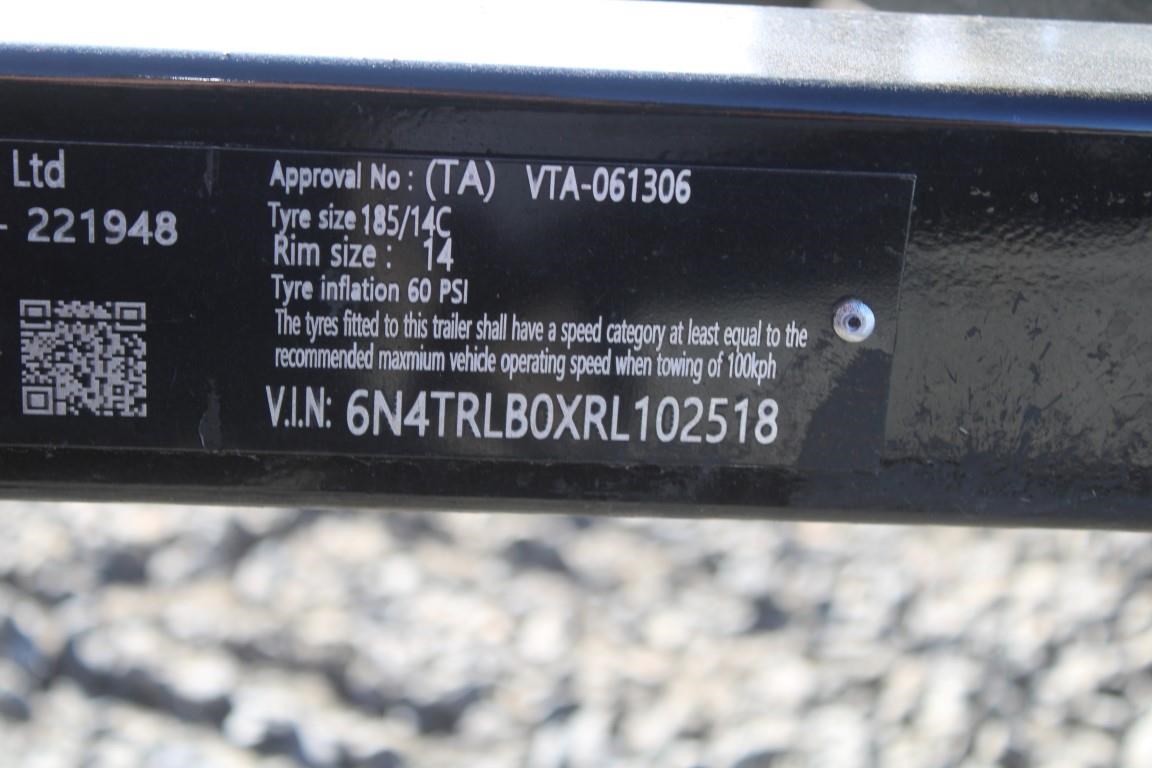 Ltd
- 221948
Approval No : (TA) VTA-061306
Tyre size 185/14C
Rim size : 14
Tyre inflation 60 PSI
The tyres fitted to this trailer shall have a speed category at least equal to the
recommended maxmium vehicle operating speed when towing of 100kph
V.I.N: 6N4TRLB0XRL102518